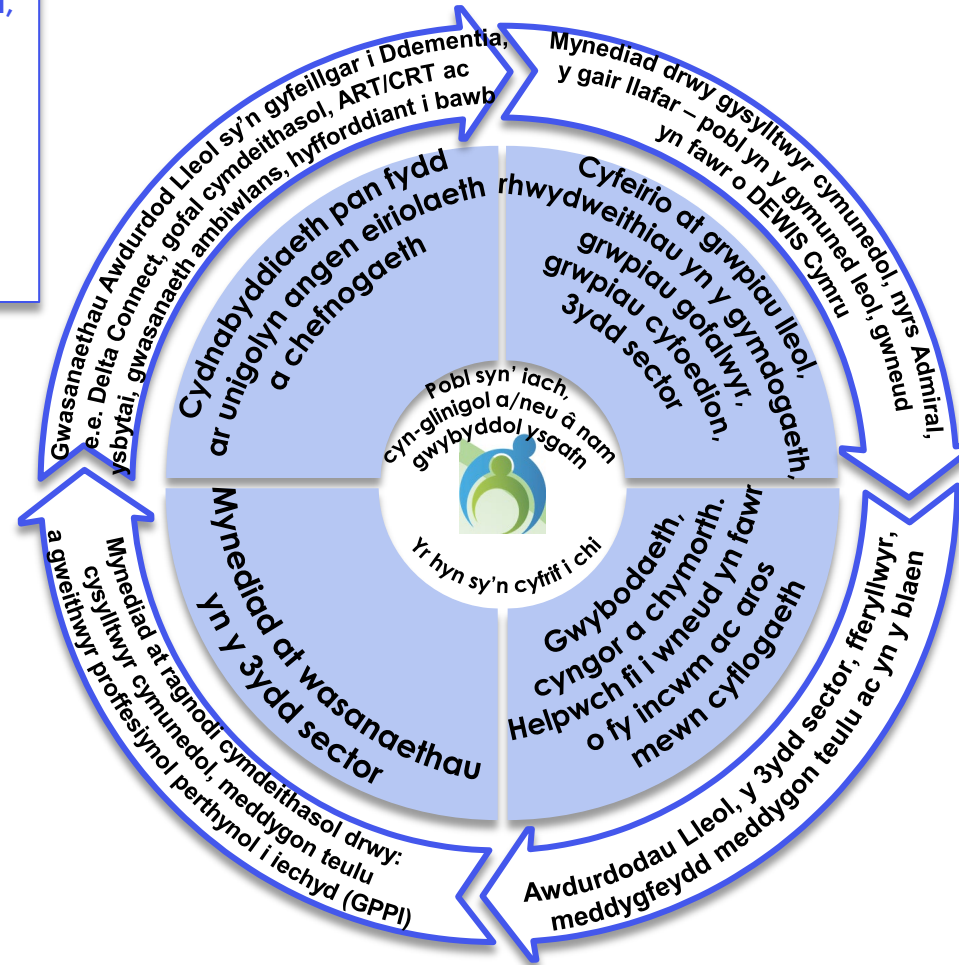 Gwasanaethau Awdurdod Lleol sy'n gyfeillgar i Ddementia,
e.e. Delta Connect, gofal cymdeithasol, ART/CRT ac
ysbytai, gwasanaeth ambiwlans, hyfforddiant i bawb
Mynediad drwy gysylltwyr cymunedol, nyrs Admiral,
y gair llafar – pobl yn y gymuned leol, gwneud
yn fawr o DEWIS Cymru
Cydnabyddiaeth pan fydd
ar unigolyn angen eiriolaeth
a chefnogaeth
Cyfeirio at grwpiau lleol,
rhwydweithiau yn y gymdogaeth,
grwpiau gofalwyr,
grwpiau cyfoedion,
3ydd sector
Pobl syn' iach,
cyn-glinigol a/neu â nam
gwybyddol ysgafn
Yr hyn sy'n cyfrif i chi
Mynediad at wasanaethau
yn y 3ydd sector
Gwybodaeth,
cyngor a chymorth.
Helpwch fi i wneud yn fawr
o fy incwm ac aros
mewn cyflogaeth
Mynediad at ragnodi cymdeithasol drwy:
cysylltwyr cymunedol, meddygon teulu
a gweithwyr proffesiynol perthynol i iechyd (GPPI)
Awdurdodau Lleol, y 3ydd sector, fferyllwyr,
meddygfeydd meddygon teulu ac yn y blaen